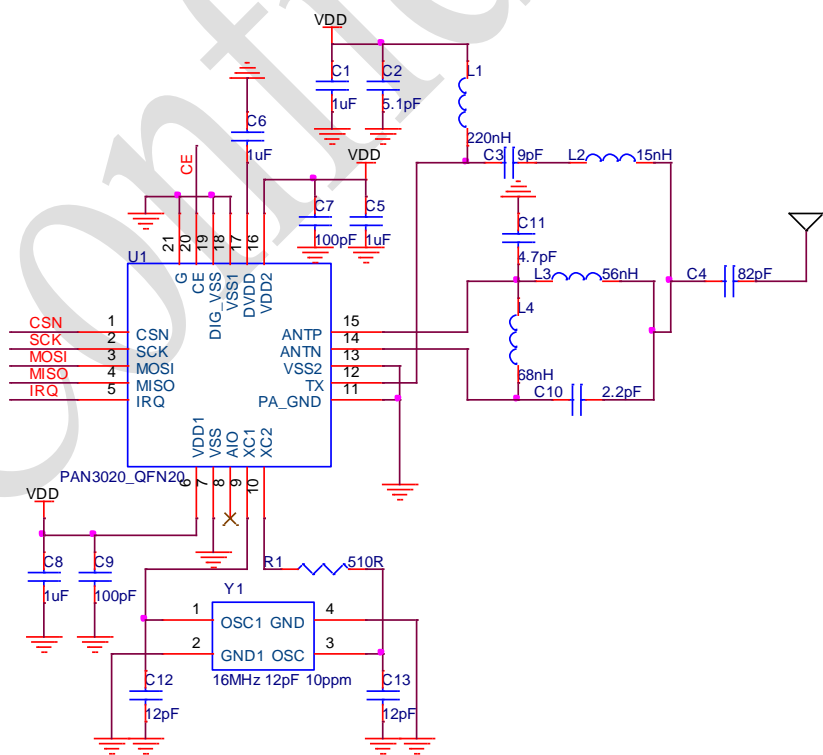 Confide
VDD
C1
1uF
C2
5.1pF
L1
220nH
C6
1uF
CE
VDD
C3
9pF
L2
15nH
C7
100pF
C5
1uF
C11
4.7pF
L3
56nH
C4
82pF
L4
68nH
C10
2.2pF
U1
21
20
19
18
17
16
G
CE
DIG_VSS
VSS1
DVDD
VDD2
CSN
SCK
MOSI
MISO
IRQ
1
2
3
4
5
CSN
SCK
MOSI
MISO
IRQ
ANTP
ANTN
VSS2
TX
PA_GND
15
14
13
12
11
VDD1
VSS
AIO
XC1
XC2
PAN3020_QFN20
6
7
8
9
10
VDD
C8
1uF
C9
100pF
R1
510R
Y1
1
OSC1 GND
4
2
GND1 OSC
3
16MHz 12pF 10ppm
C12
12pF
C13
12pF